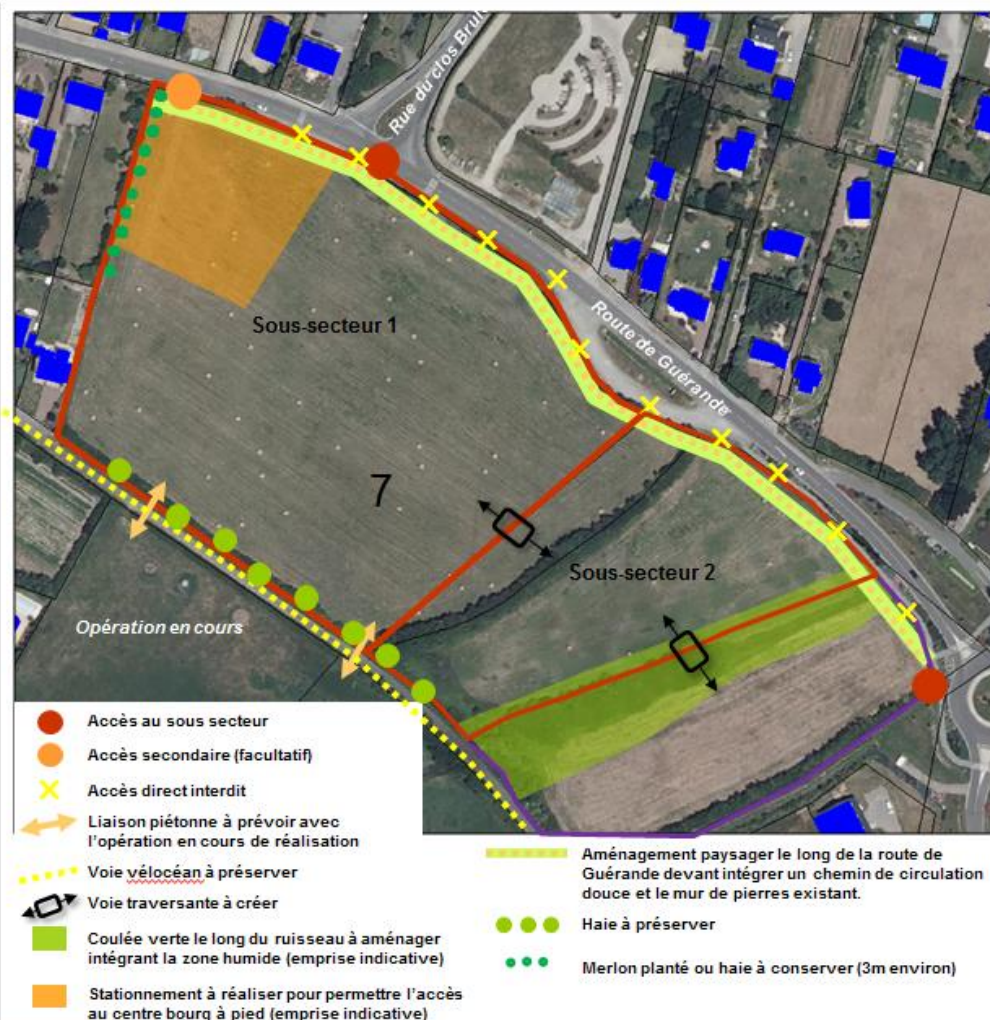 Rue du clos Brulé
Route de Guérande
Sous-secteur 1
7
Sous-secteur 2
Opération en cours
Accès au sous secteur
Accès secondaire (facultatif)
Accès direct interdit
Liaison piétonne à prévoir avec
l'opération en cours de réalisation
Voie vélocéan à préserver
Voie traversante à créer
Coulée verte le long du ruisseau à aménager
intégrant la zone humide (emprise indicative)
Stationnement à réaliser pour permettre l'accès
au centre bourg à pied (emprise indicative)
Aménagement paysager le long de la route de
Guérande devant intégrer un chemin de circulation
douce et le mur de pierres existant.
Haie à préserver
Merlon planté ou haie à conserver (3m environ)